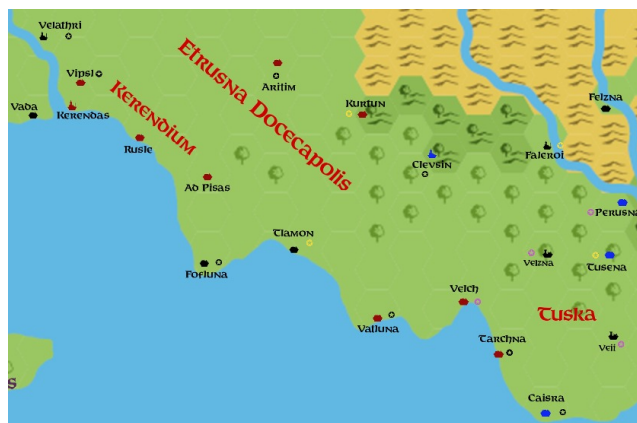 Velathri
Etrusna Docecapolis
Vipsl
Aritim
Kerendium
Kurtun
Felzna
Vada
Kerendas
Rusle
Clevsin
Faleroi
Ad Pisas
Perusna
Tlamon
Fofluna
Velzna
Tusena
Velch
Tuska
Valluna
Tarchna
Veii
Caisra
s